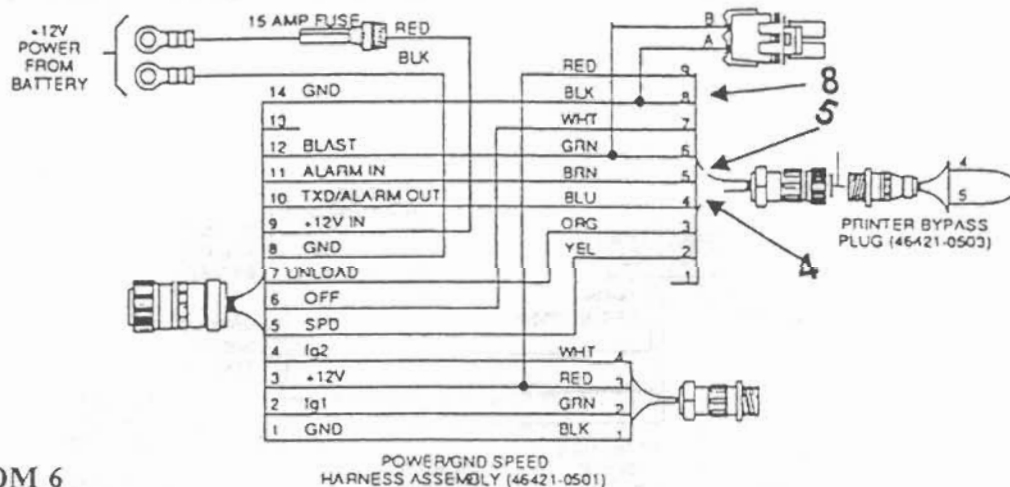 +12V
POWER
FROM
BATTERY
15 AMP FUSE
RED
BLK
B
A
14 GND
13
12 BLAST
11 ALARM IN
10 TXD/ALARM OUT
9 +12V IN
8 GND
7 UNLOAD
6 OFF
5 SPD
4 Ig2
3 +12V
2 Ig1
1 GND
RED 9
BLK 8
WHT 7
GRN 6
BRN 5
BLU 4
ORG 3
YEL 2
1
8
5
4
4
5
PRINTER BYPASS
PLUG (46421-0503)
WHT 4
RED 3
GRN 2
BLK 1
POWER/GND SPEED
HARNESS ASSEMBLY (46421-0501)
OM 6